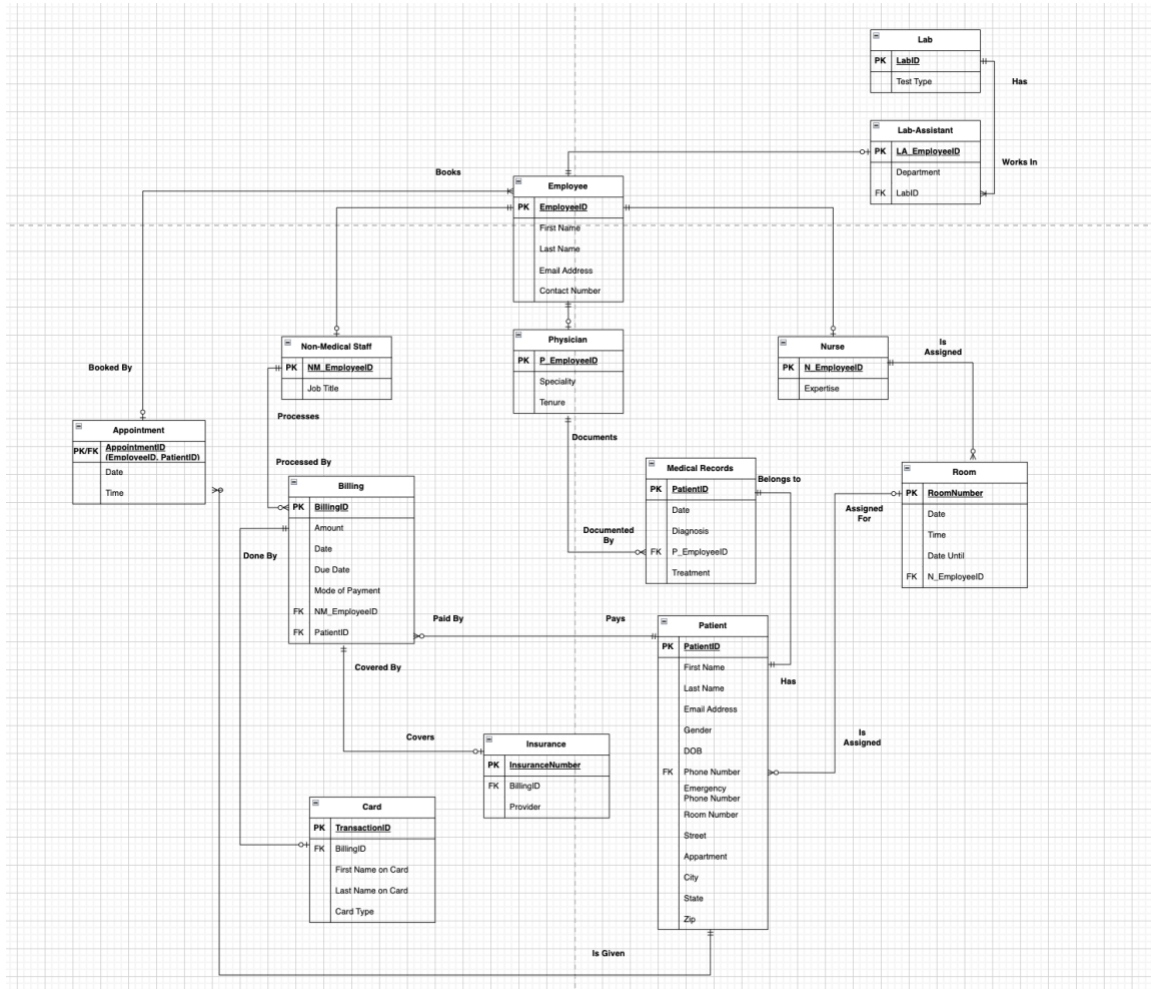 Lab
PK LabID
Test Type
Has
Lab-Assistant
PK LA_EmployeeID
Department
FK LabID
Works In
Books
Employee
PK EmployeeID
First Name
Last Name
Email Address
Contact Number
Non-Medical Staff
PK NM_EmployeeID
Job Title
Physician
PK P_EmployeeID
Speciality
Tenure
Nurse
PK N_EmployeeID
Expertise
Is
Assigned
Booked By
Appointment
PK/FK AppointmentID
(EmployeeID, PatientID)
Date
Time
Processes
Processed By
Documents
Billing
PK BillingID
Amount
Date
Due Date
Mode of Payment
FK NM_EmployeeID
FK PatientID
Done By
Medical Records
PK PatientID
Date
Diagnosis
FK P_EmployeeID
Treatment
Belongs to
Documented
By
Room
PK RoomNumber
Date
Time
Date Until
FK N_EmployeeID
Assigned
For
Paid By
Pays
Patient
PK PatientID
First Name
Last Name
Email Address
Gender
DOB
FK Phone Number
Emergency
Phone Number
Room Number
Street
Appartment
City
State
Zip
Has
Is
Assigned
Covered By
Covers
Insurance
PK InsuranceNumber
FK BillingID
Provider
Card
PK TransactionID
FK BillingID
First Name on Card
Last Name on Card
Card Type
Is Given